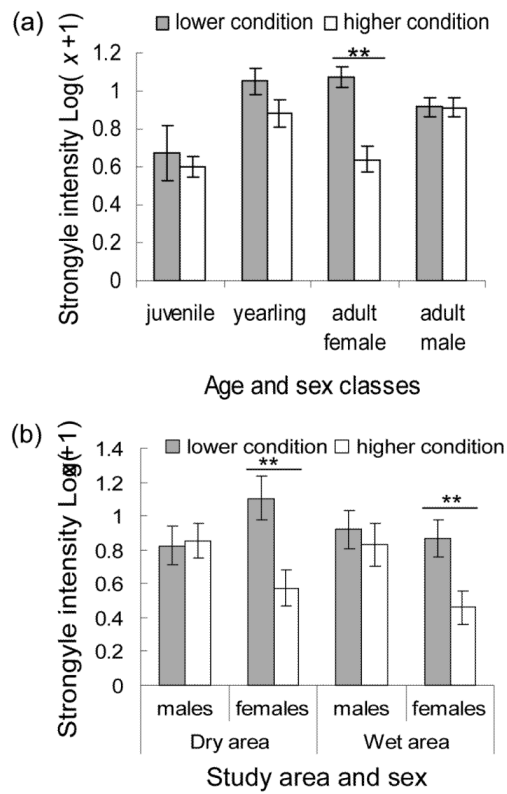 (a)
lower condition higher condition
Strongyle intensity Log( x +1)
1.2
1
0.8
0.6
0.4
0.2
0
**
juvenile yearling adult female adult male
Age and sex classes
(b)
lower condition higher condition
Strongyle intensity Log(x+1)
1.4
1.2
1
0.8
0.6
0.4
0.2
0
**
**
males females males females
Dry area Wet area
Study area and sex